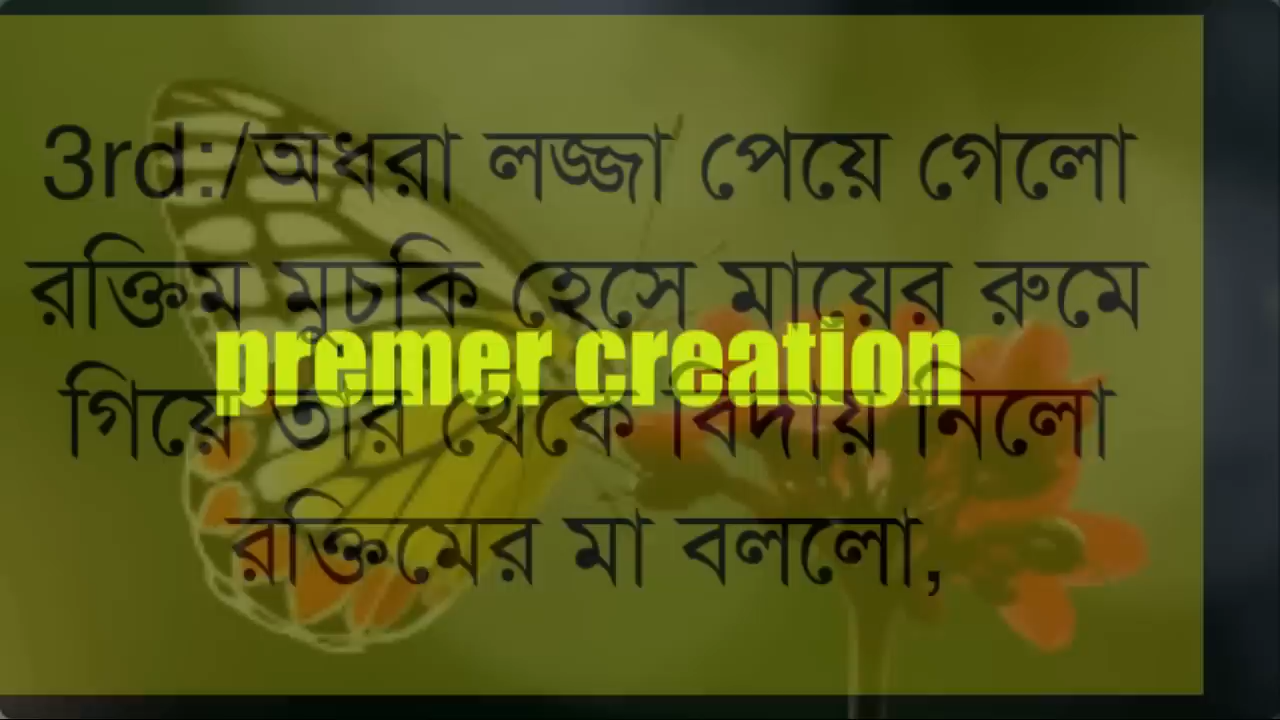 3rd:/অধরা লজ্জা পেয়ে গেলো
রক্তিম মুচকি হেসে মায়ের রুমে
premer creation
গিয়ে তার থেকে বিদায় নিলো
রক্তিমের মা বললো,